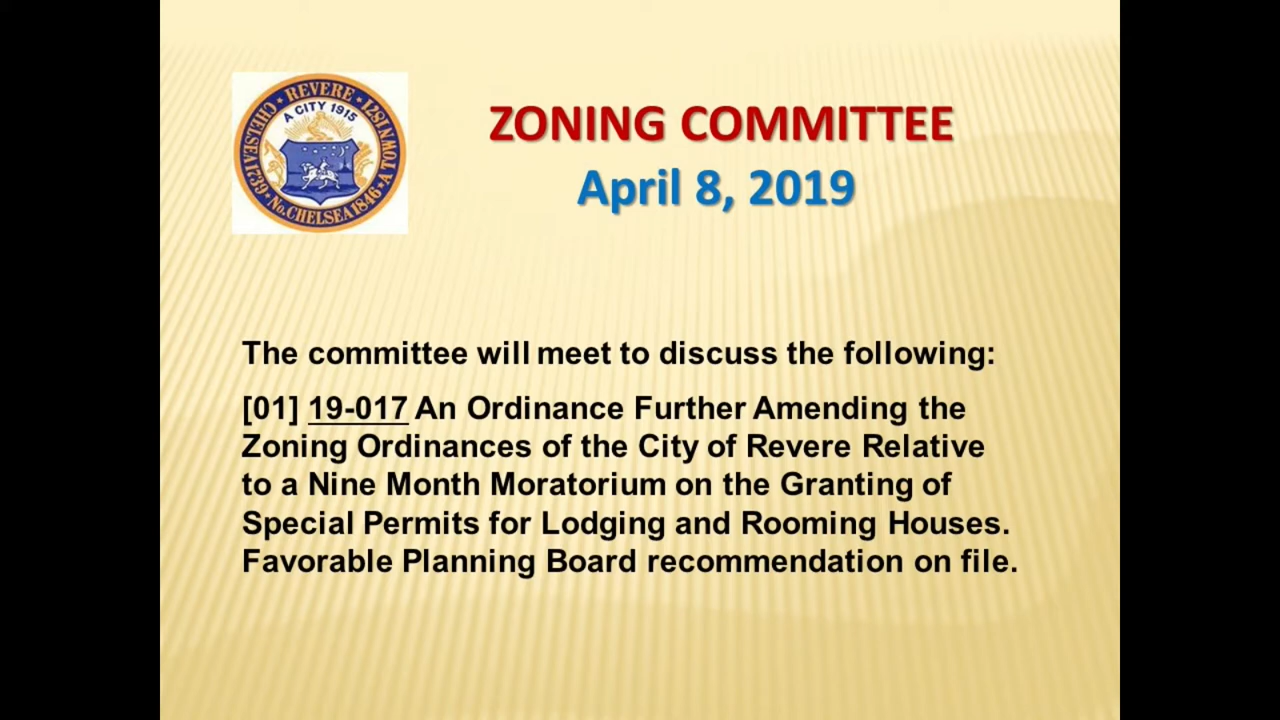 REVERE
A CITY 1915
CHELSEA 1739 • No. CHELSEA 1846 • A TOWN 1871
ZONING COMMITTEE
April 8, 2019
The committee will meet to discuss the following:
[01] 19-017 An Ordinance Further Amending the
Zoning Ordinances of the City of Revere Relative
to a Nine Month Moratorium on the Granting of
Special Permits for Lodging and Rooming Houses.
Favorable Planning Board recommendation on file.